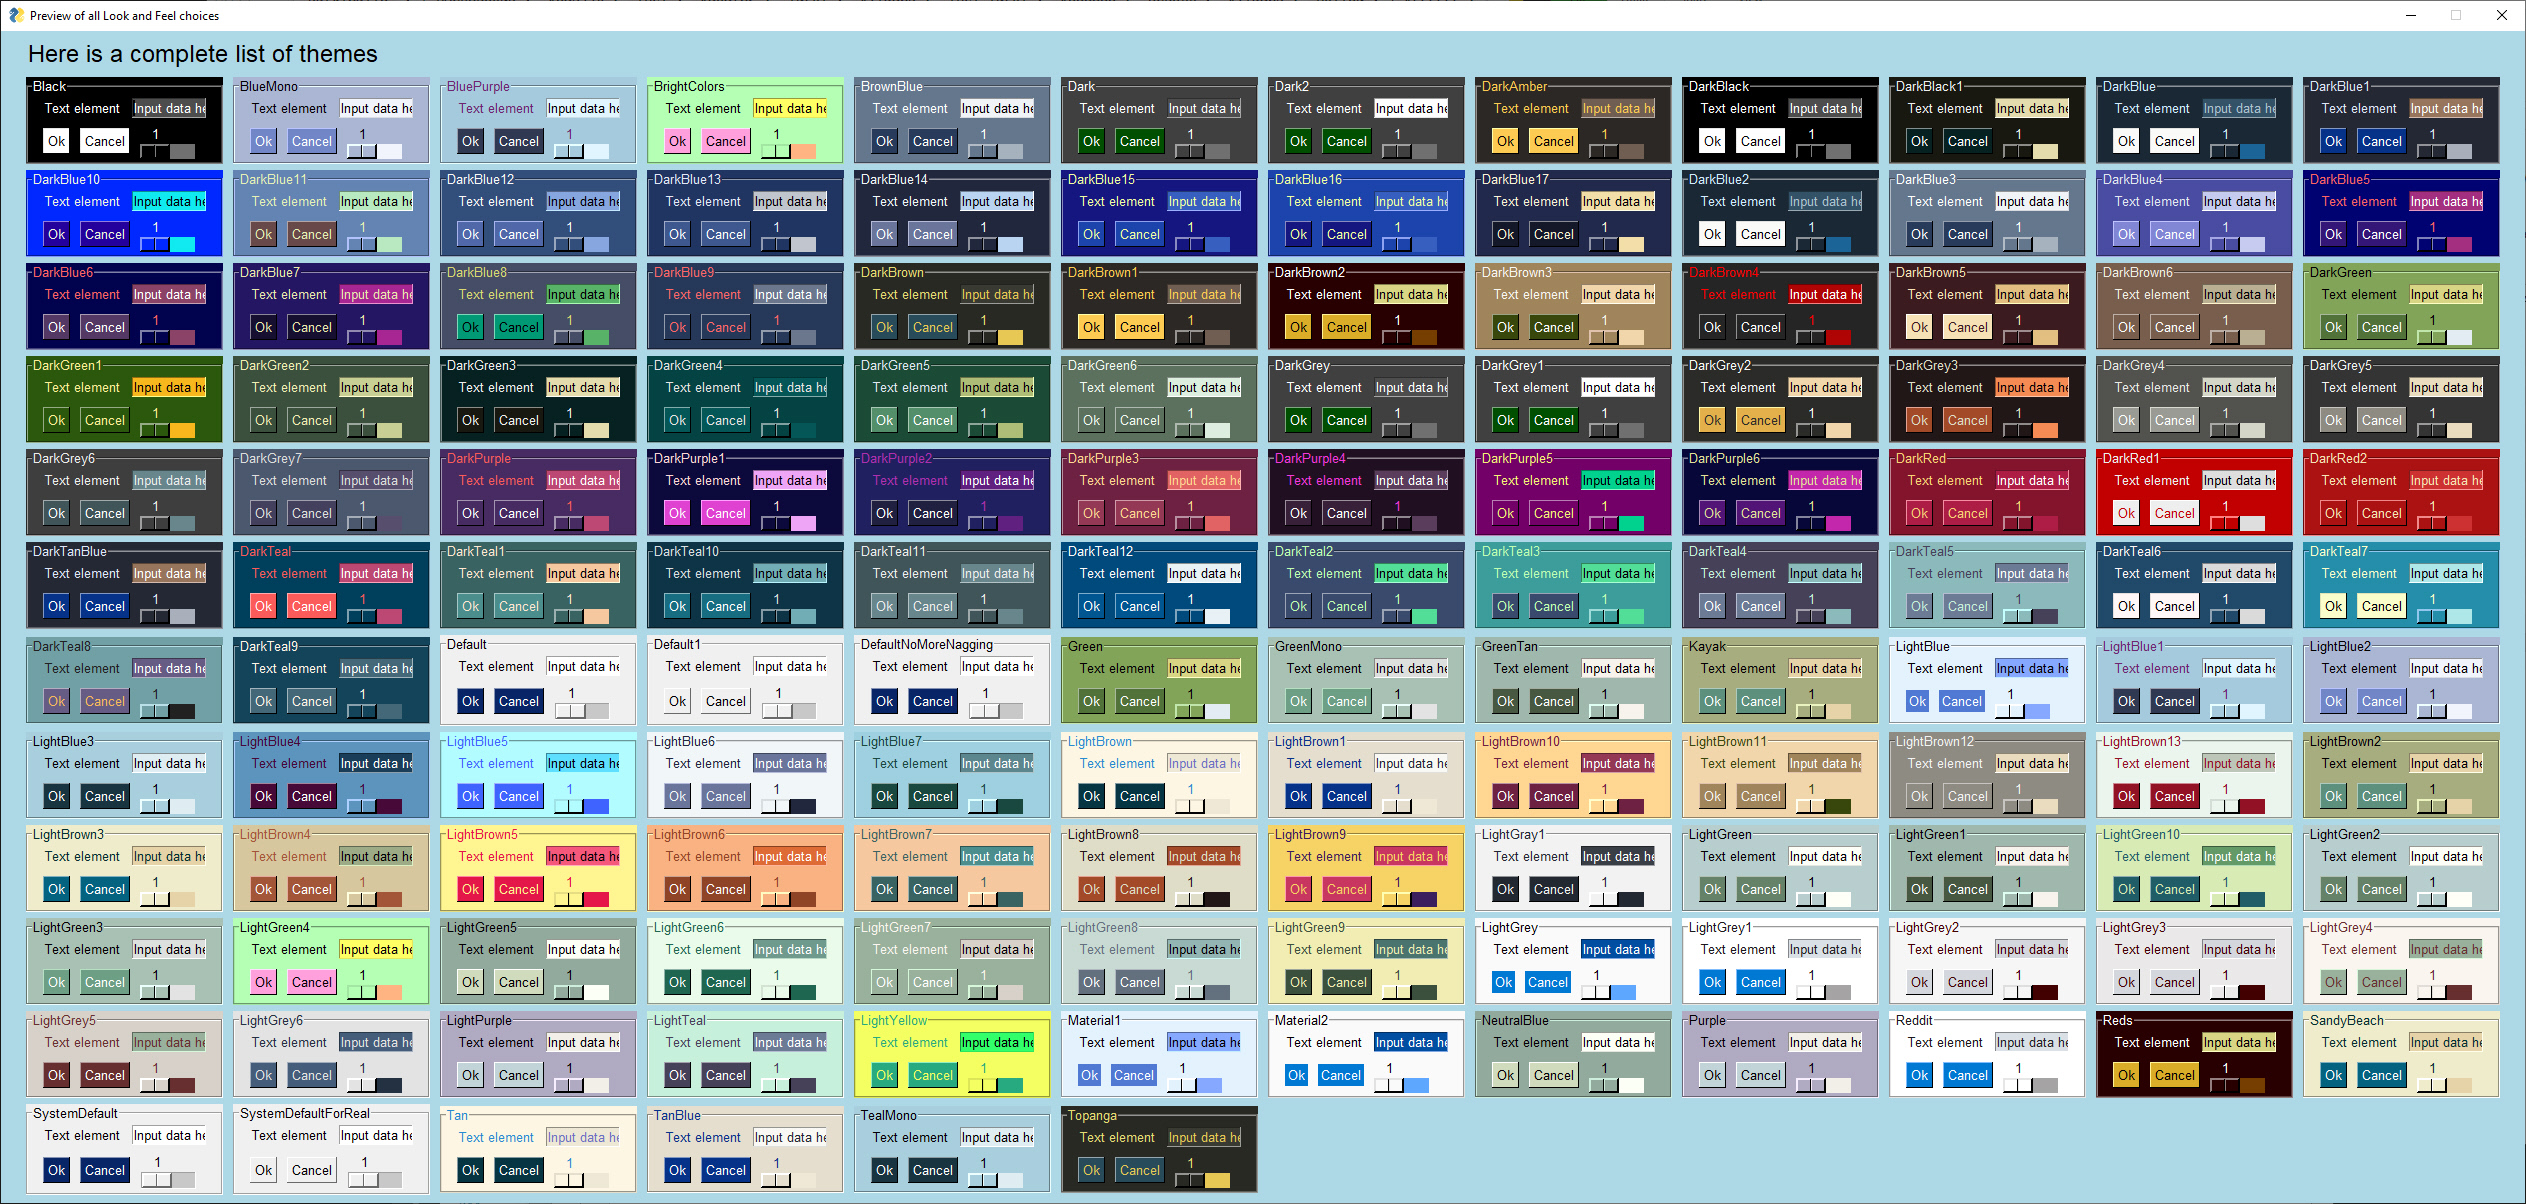 Preview of all Look and Feel choices
Here is a complete list of themes
Black BlueMono BluePurple BrightColors BrownBlue Dark Dark2 DarkAmber DarkBlack DarkBlack1 DarkBlue DarkBlue1
Text element Input data he Text element Input data he Text element Input data he Text element Input data he Text element Input data he Text element Input data he Text element Input data he Text element Input data he Text element Input data he Text element Input data he Text element Input data he Text element Input data he
Ok Cancel 1 Ok Cancel 1 Ok Cancel 1 Ok Cancel 1 Ok Cancel 1 Ok Cancel 1 Ok Cancel 1 Ok Cancel 1 Ok Cancel 1 Ok Cancel 1 Ok Cancel 1 Ok Cancel 1
DarkBlue10 DarkBlue11 DarkBlue12 DarkBlue13 DarkBlue14 DarkBlue15 DarkBlue16 DarkBlue17 DarkBlue2 DarkBlue3 DarkBlue4 DarkBlue5
Text element Input data he Text element Input data he Text element Input data he Text element Input data he Text element Input data he Text element Input data he Text element Input data he Text element Input data he Text element Input data he Text element Input data he Text element Input data he Text element Input data he
Ok Cancel 1 Ok Cancel 1 Ok Cancel 1 Ok Cancel 1 Ok Cancel 1 Ok Cancel 1 Ok Cancel 1 Ok Cancel 1 Ok Cancel 1 Ok Cancel 1 Ok Cancel 1 Ok Cancel 1
DarkBlue6 DarkBlue7 DarkBlue8 DarkBlue9 DarkBrown DarkBrown1 DarkBrown2 DarkBrown3 DarkBrown4 DarkBrown5 DarkBrown6 DarkGreen
Text element Input data he Text element Input data he Text element Input data he Text element Input data he Text element Input data he Text element Input data he Text element Input data he Text element Input data he Text element Input data he Text element Input data he Text element Input data he Text element Input data he
Ok Cancel 1 Ok Cancel 1 Ok Cancel 1 Ok Cancel 1 Ok Cancel 1 Ok Cancel 1 Ok Cancel 1 Ok Cancel 1 Ok Cancel 1 Ok Cancel 1 Ok Cancel 1 Ok Cancel 1
DarkGreen1 DarkGreen2 DarkGreen3 DarkGreen4 DarkGreen5 DarkGreen6 DarkGrey DarkGrey1 DarkGrey2 DarkGrey3 DarkGrey4 DarkGrey5
Text element Input data he Text element Input data he Text element Input data he Text element Input data he Text element Input data he Text element Input data he Text element Input data he Text element Input data he Text element Input data he Text element Input data he Text element Input data he Text element Input data he
Ok Cancel 1 Ok Cancel 1 Ok Cancel 1 Ok Cancel 1 Ok Cancel 1 Ok Cancel 1 Ok Cancel 1 Ok Cancel 1 Ok Cancel 1 Ok Cancel 1 Ok Cancel 1 Ok Cancel 1
DarkGrey6 DarkGrey7 DarkPurple DarkPurple1 DarkPurple2 DarkPurple3 DarkPurple4 DarkPurple5 DarkPurple6 DarkRed DarkRed1 DarkRed2
Text element Input data he Text element Input data he Text element Input data he Text element Input data he Text element Input data he Text element Input data he Text element Input data he Text element Input data he Text element Input data he Text element Input data he Text element Input data he Text element Input data he
Ok Cancel 1 Ok Cancel 1 Ok Cancel 1 Ok Cancel 1 Ok Cancel 1 Ok Cancel 1 Ok Cancel 1 Ok Cancel 1 Ok Cancel 1 Ok Cancel 1 Ok Cancel 1 Ok Cancel 1
DarkTanBlue DarkTeal DarkTeal1 DarkTeal10 DarkTeal11 DarkTeal12 DarkTeal2 DarkTeal3 DarkTeal4 DarkTeal5 DarkTeal6 DarkTeal7
Text element Input data he Text element Input data he Text element Input data he Text element Input data he Text element Input data he Text element Input data he Text element Input data he Text element Input data he Text element Input data he Text element Input data he Text element Input data he Text element Input data he
Ok Cancel 1 Ok Cancel 1 Ok Cancel 1 Ok Cancel 1 Ok Cancel 1 Ok Cancel 1 Ok Cancel 1 Ok Cancel 1 Ok Cancel 1 Ok Cancel 1 Ok Cancel 1 Ok Cancel 1
DarkTeal8 DarkTeal9 Default Default1 DefaultNoMoreNagging Green GreenMono GreenTan Kayak LightBlue LightBlue1 LightBlue2
Text element Input data he Text element Input data he Text element Input data he Text element Input data he Text element Input data he Text element Input data he Text element Input data he Text element Input data he Text element Input data he Text element Input data he Text element Input data he Text element Input data he
Ok Cancel 1 Ok Cancel 1 Ok Cancel 1 Ok Cancel 1 Ok Cancel 1 Ok Cancel 1 Ok Cancel 1 Ok Cancel 1 Ok Cancel 1 Ok Cancel 1 Ok Cancel 1 Ok Cancel 1
LightBlue3 LightBlue4 LightBlue5 LightBlue6 LightBlue7 LightBrown LightBrown1 LightBrown10 LightBrown11 LightBrown12 LightBrown13 LightBrown2
Text element Input data he Text element Input data he Text element Input data he Text element Input data he Text element Input data he Text element Input data he Text element Input data he Text element Input data he Text element Input data he Text element Input data he Text element Input data he Text element Input data he
Ok Cancel 1 Ok Cancel 1 Ok Cancel 1 Ok Cancel 1 Ok Cancel 1 Ok Cancel 1 Ok Cancel 1 Ok Cancel 1 Ok Cancel 1 Ok Cancel 1 Ok Cancel 1 Ok Cancel 1
LightBrown3 LightBrown4 LightBrown5 LightBrown6 LightBrown7 LightBrown8 LightBrown9 LightGray1 LightGreen LightGreen1 LightGreen10 LightGreen2
Text element Input data he Text element Input data he Text element Input data he Text element Input data he Text element Input data he Text element Input data he Text element Input data he Text element Input data he Text element Input data he Text element Input data he Text element Input data he Text element Input data he
Ok Cancel 1 Ok Cancel 1 Ok Cancel 1 Ok Cancel 1 Ok Cancel 1 Ok Cancel 1 Ok Cancel 1 Ok Cancel 1 Ok Cancel 1 Ok Cancel 1 Ok Cancel 1 Ok Cancel 1
LightGreen3 LightGreen4 LightGreen5 LightGreen6 LightGreen7 LightGreen8 LightGreen9 LightGrey LightGrey1 LightGrey2 LightGrey3 LightGrey4
Text element Input data he Text element Input data he Text element Input data he Text element Input data he Text element Input data he Text element Input data he Text element Input data he Text element Input data he Text element Input data he Text element Input data he Text element Input data he Text element Input data he
Ok Cancel 1 Ok Cancel 1 Ok Cancel 1 Ok Cancel 1 Ok Cancel 1 Ok Cancel 1 Ok Cancel 1 Ok Cancel 1 Ok Cancel 1 Ok Cancel 1 Ok Cancel 1 Ok Cancel 1
LightGrey5 LightGrey6 LightPurple LightTeal LightYellow Material1 Material2 NeutralBlue Purple Reddit Reds SandyBeach
Text element Input data he Text element Input data he Text element Input data he Text element Input data he Text element Input data he Text element Input data he Text element Input data he Text element Input data he Text element Input data he Text element Input data he Text element Input data he Text element Input data he
Ok Cancel 1 Ok Cancel 1 Ok Cancel 1 Ok Cancel 1 Ok Cancel 1 Ok Cancel 1 Ok Cancel 1 Ok Cancel 1 Ok Cancel 1 Ok Cancel 1 Ok Cancel 1 Ok Cancel 1
SystemDefault SystemDefaultForReal Tan TanBlue TealMono Topanga
Text element Input data he Text element Input data he Text element Input data he Text element Input data he Text element Input data he Text element Input data he
Ok Cancel 1 Ok Cancel 1 Ok Cancel 1 Ok Cancel 1 Ok Cancel 1 Ok Cancel 1